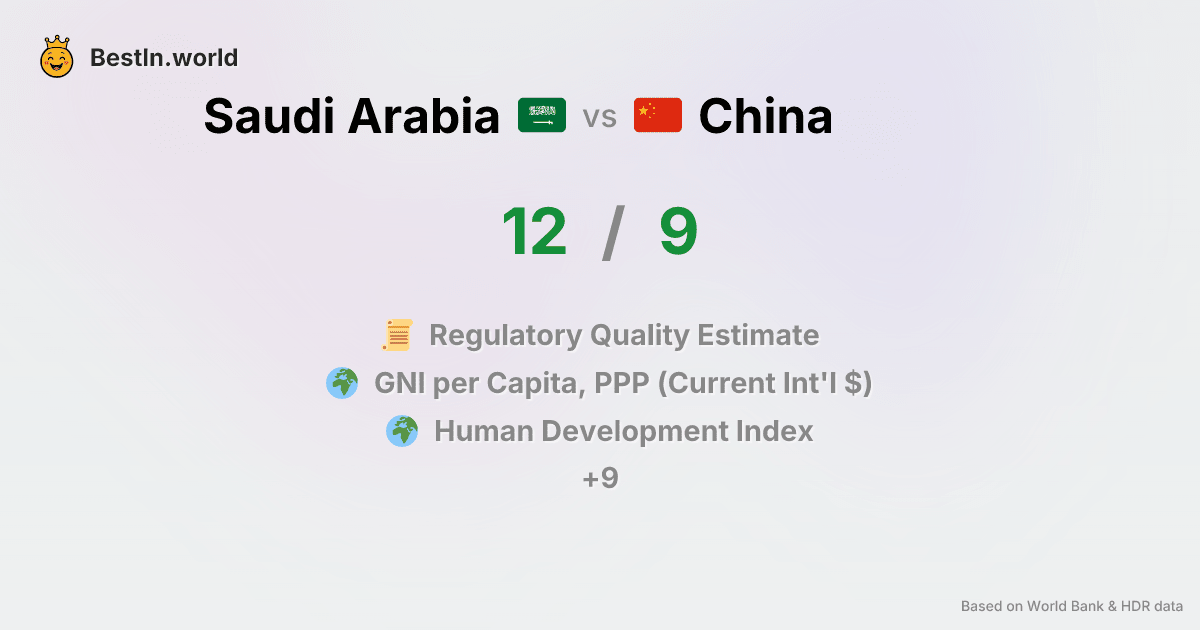 BestIn.world
Saudi Arabia vs China
12 / 9
Regulatory Quality Estimate
GNI per Capita, PPP (Current Int'l $)
Human Development Index
+9
Based on World Bank & HDR data